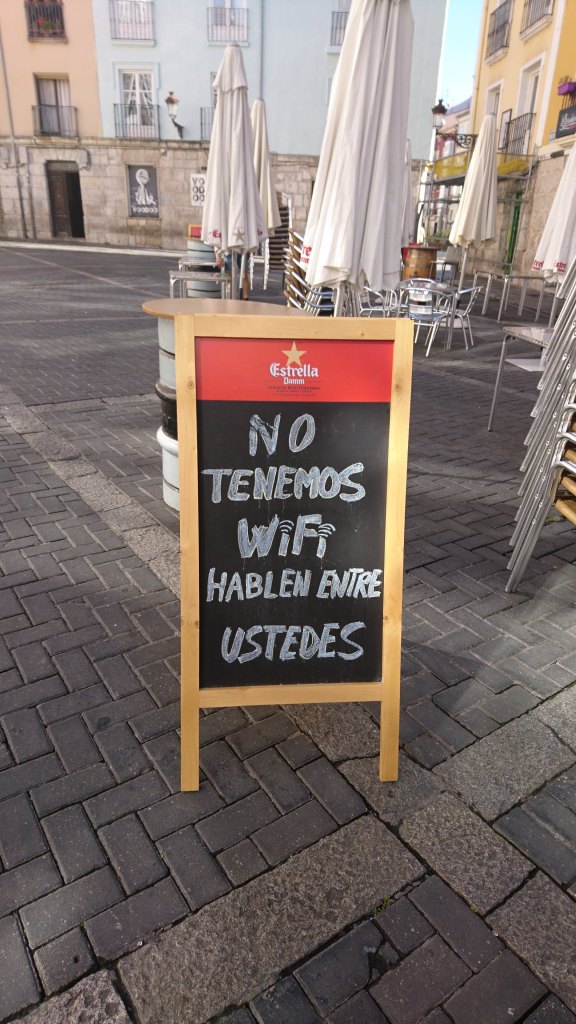 Estrella
Damm
NO
TENEMOS
WiFi
HABLEN ENTRE
USTEDES